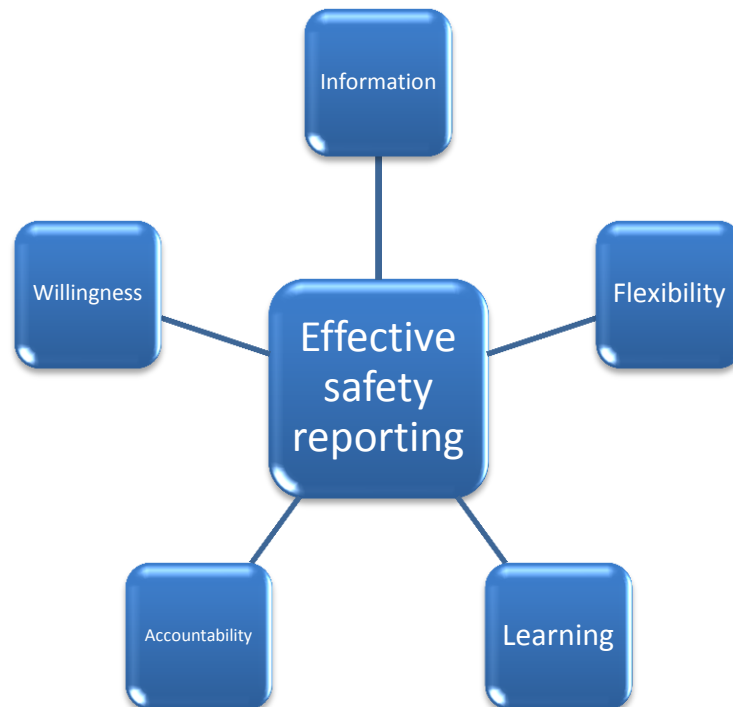 Information
Willingness
Flexibility
Effective
safety
reporting
Accountability
Learning